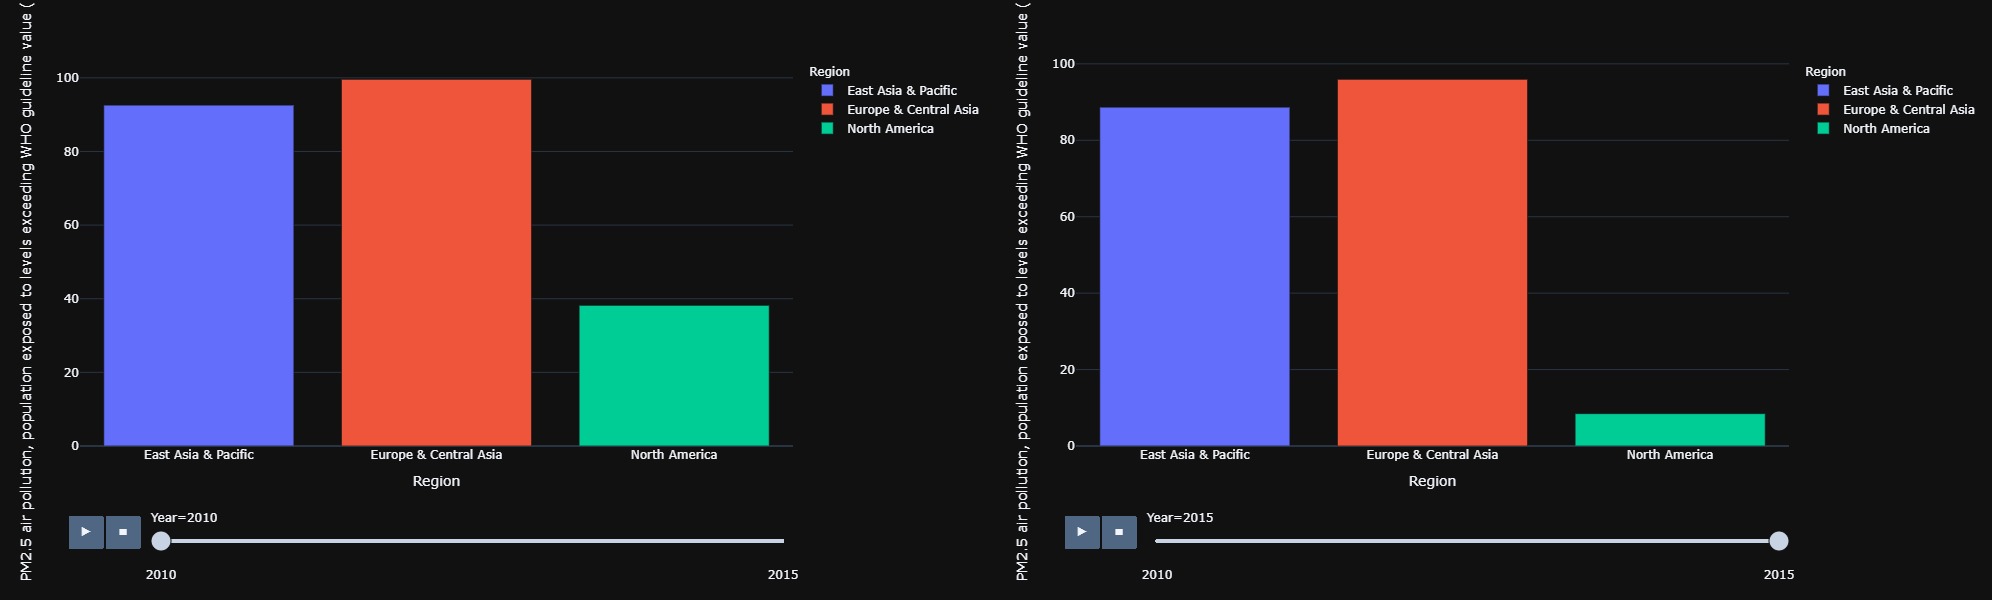 PM2.5 air pollution, population exposed to levels exceeding WHO guideline value (
100
80
60
40
20
0
East Asia & Pacific
Europe & Central Asia
North America
Region
Region
East Asia & Pacific
Europe & Central Asia
North America
▶
■
Year=2010
2010
2015
PM2.5 air pollution, population exposed to levels exceeding WHO guideline value (
100
80
60
40
20
0
East Asia & Pacific
Europe & Central Asia
North America
Region
Region
East Asia & Pacific
Europe & Central Asia
North America
▶
■
Year=2015
2010
2015